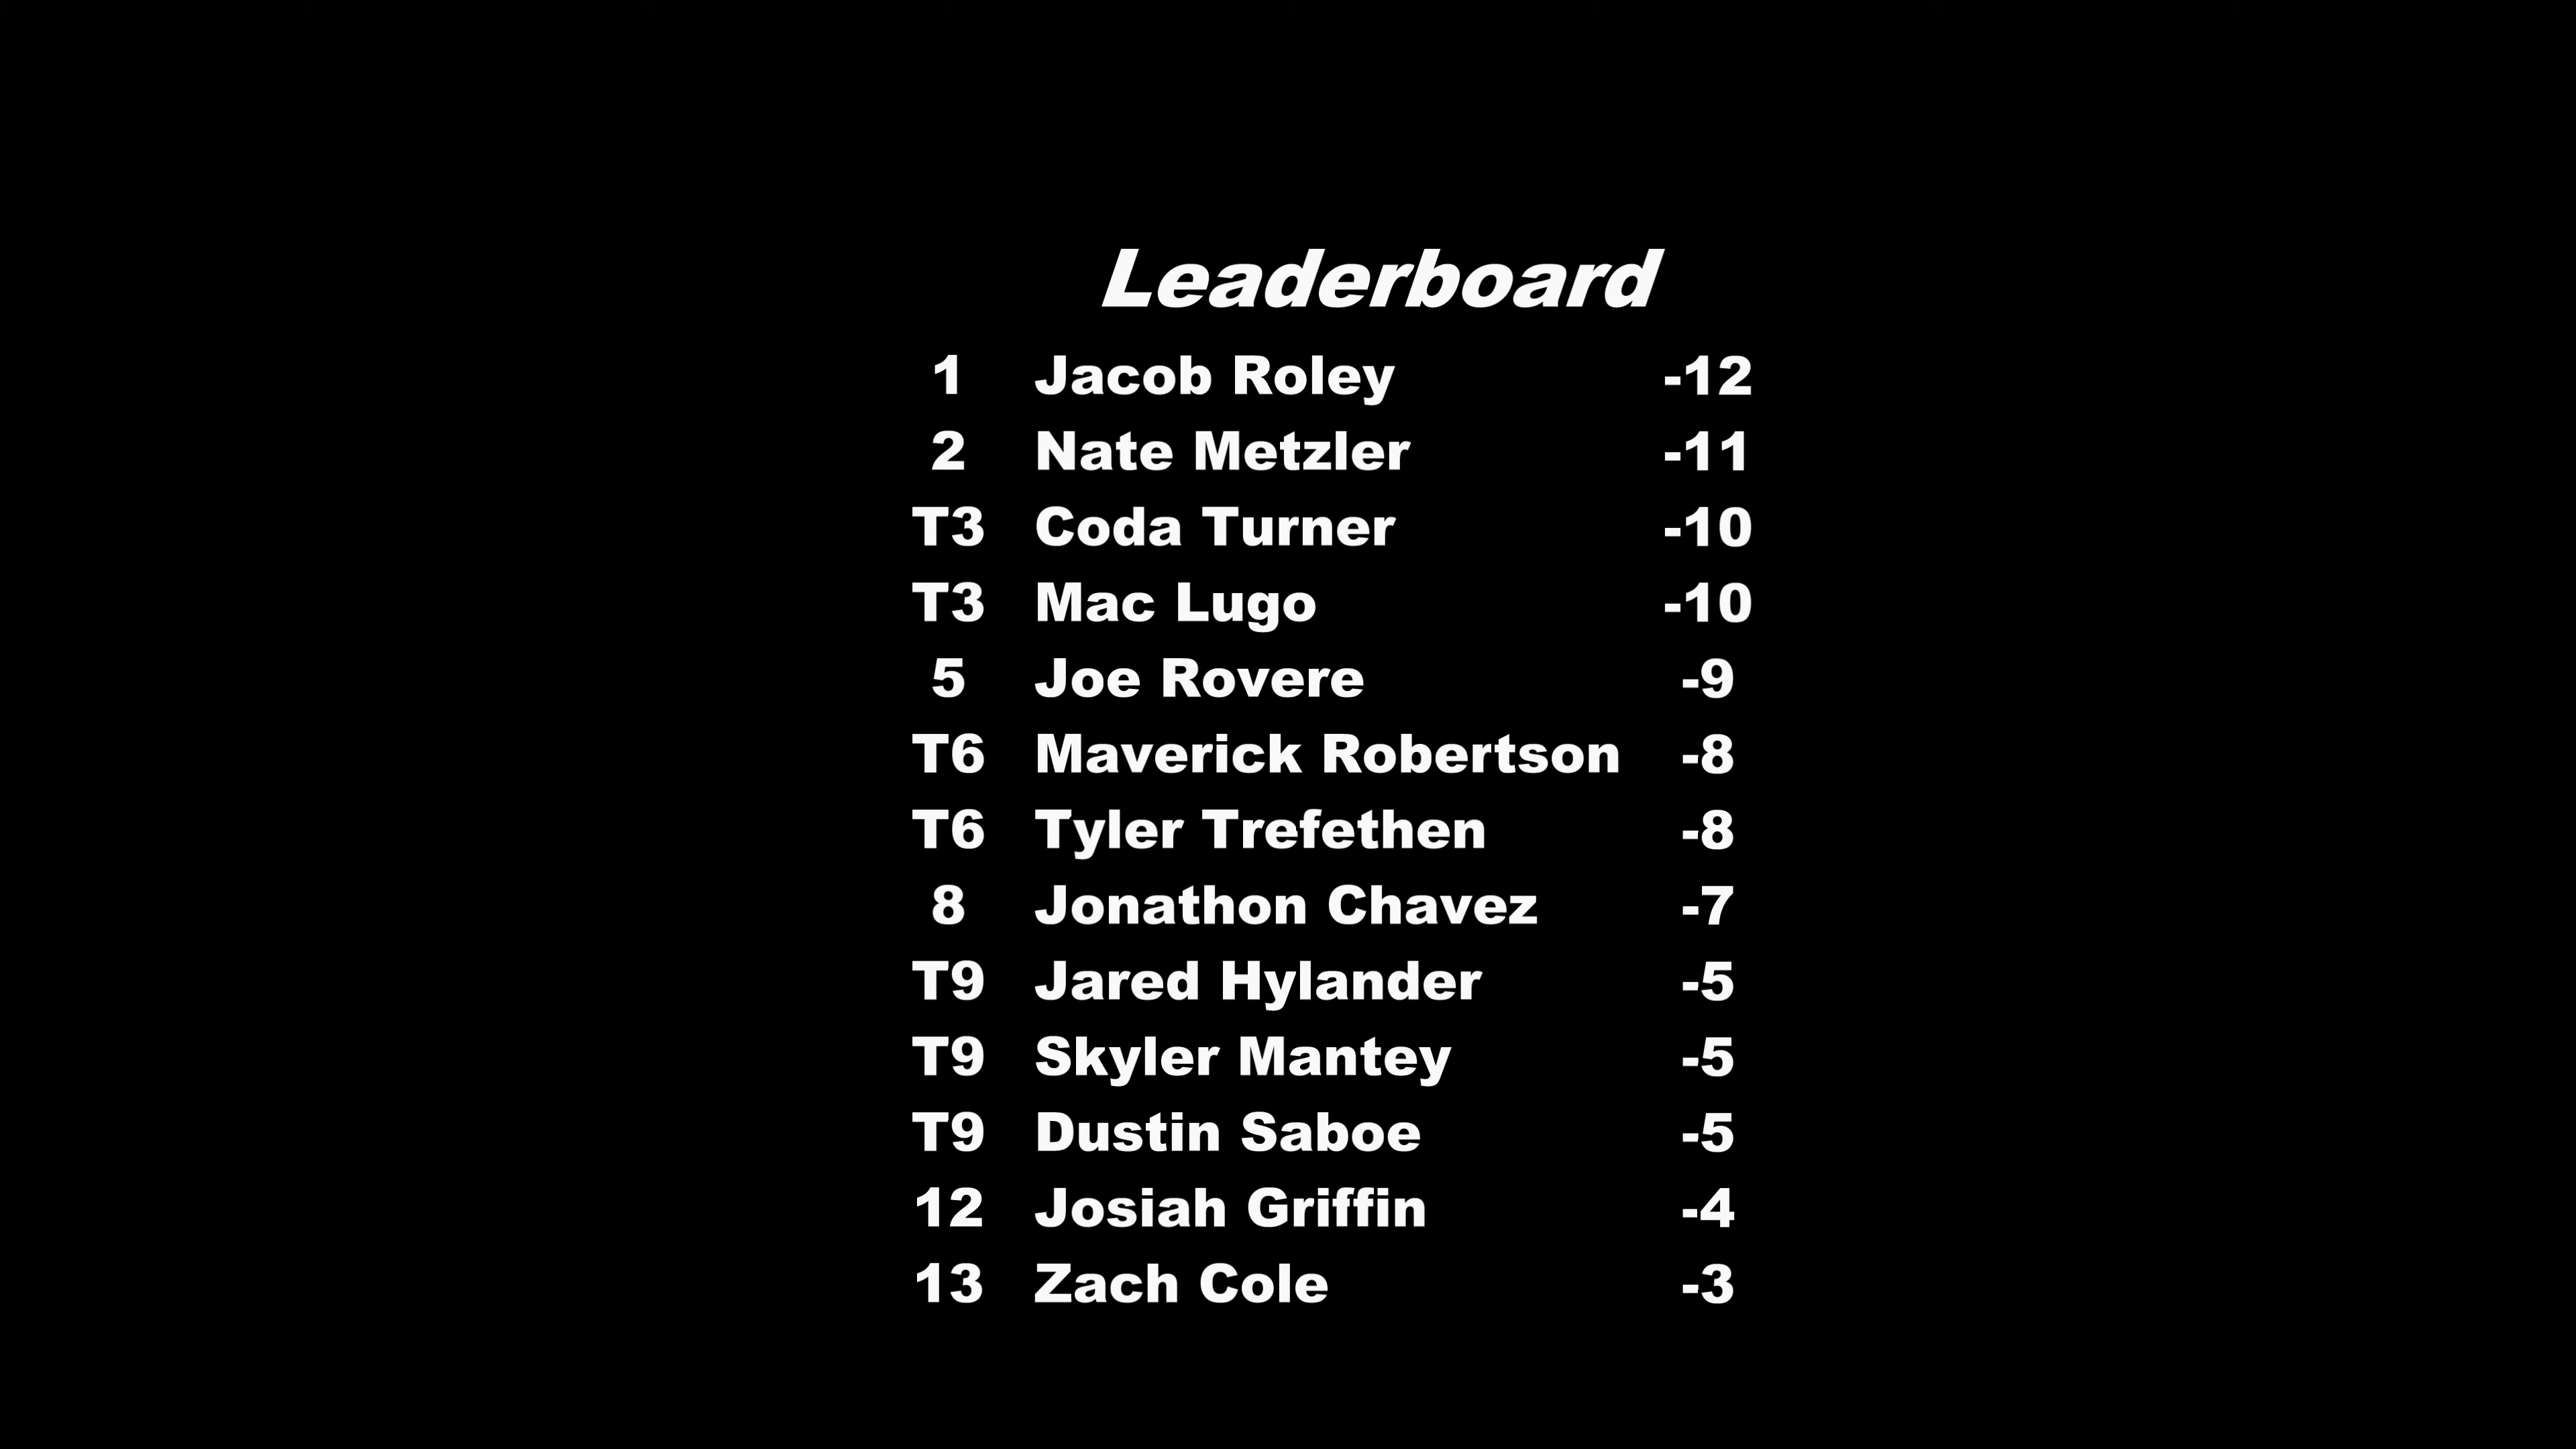 Leaderboard
1 Jacob Roley -12
2 Nate Metzler -11
T3 Coda Turner -10
T3 Mac Lugo -10
5 Joe Rovere -9
T6 Maverick Robertson -8
T6 Tyler Trefethen -8
8 Jonathon Chavez -7
T9 Jared Hylander -5
T9 Skyler Mantey -5
T9 Dustin Saboe -5
12 Josiah Griffin -4
13 Zach Cole -3